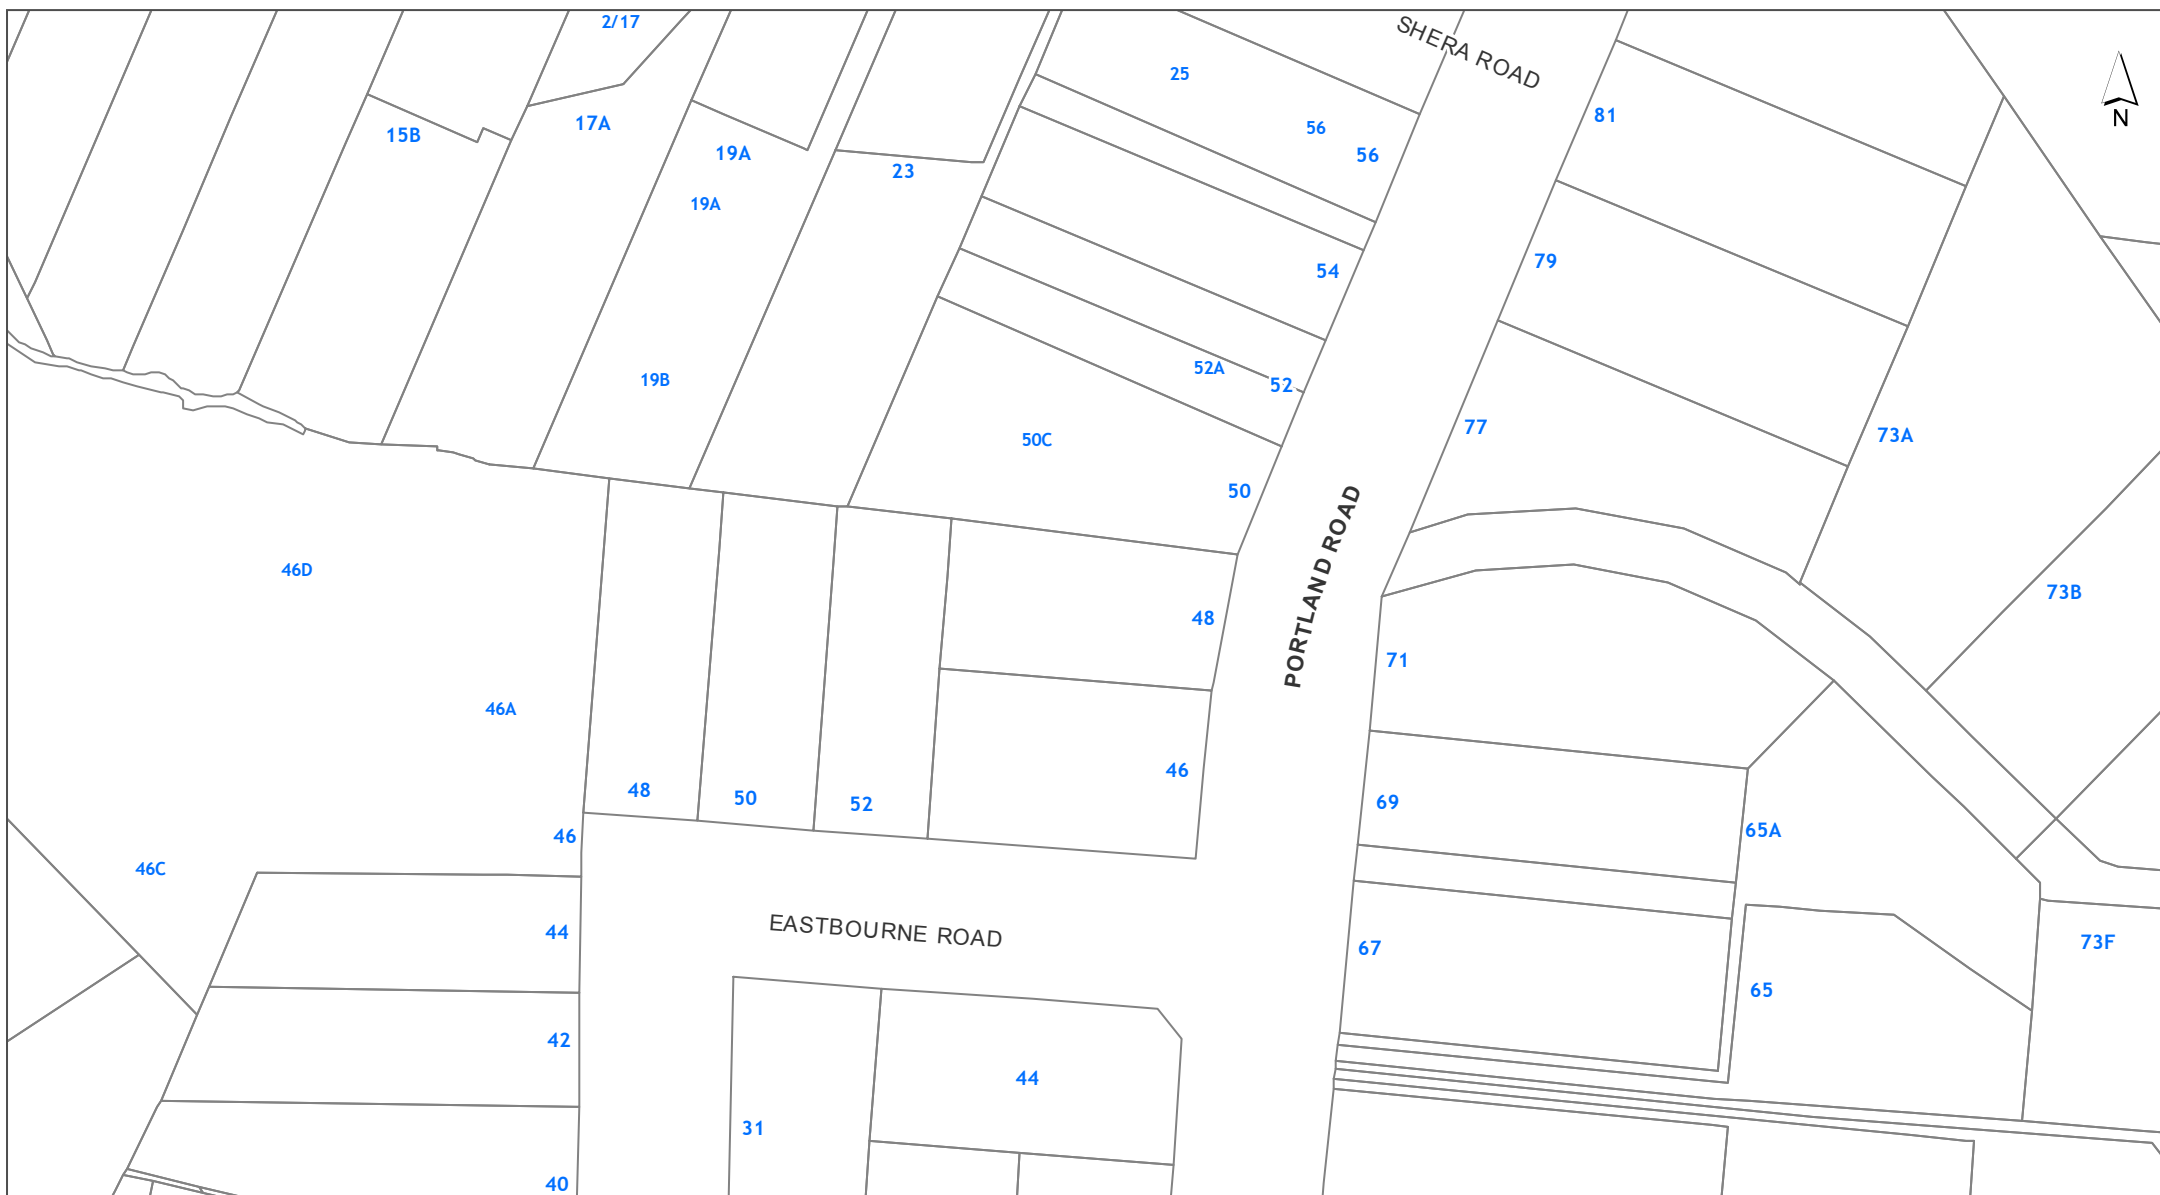 2/17
SHERA ROAD
25
81
N
17A
56
15B
19A
56
23
19A
79
54
52A
19B
52
77
73A
50C
50
PORTLAND ROAD
46D
73B
48
71
46A
46
48
50
69
52
65A
46
46C
44
EASTBOURNE ROAD
67
73F
65
42
44
31
40